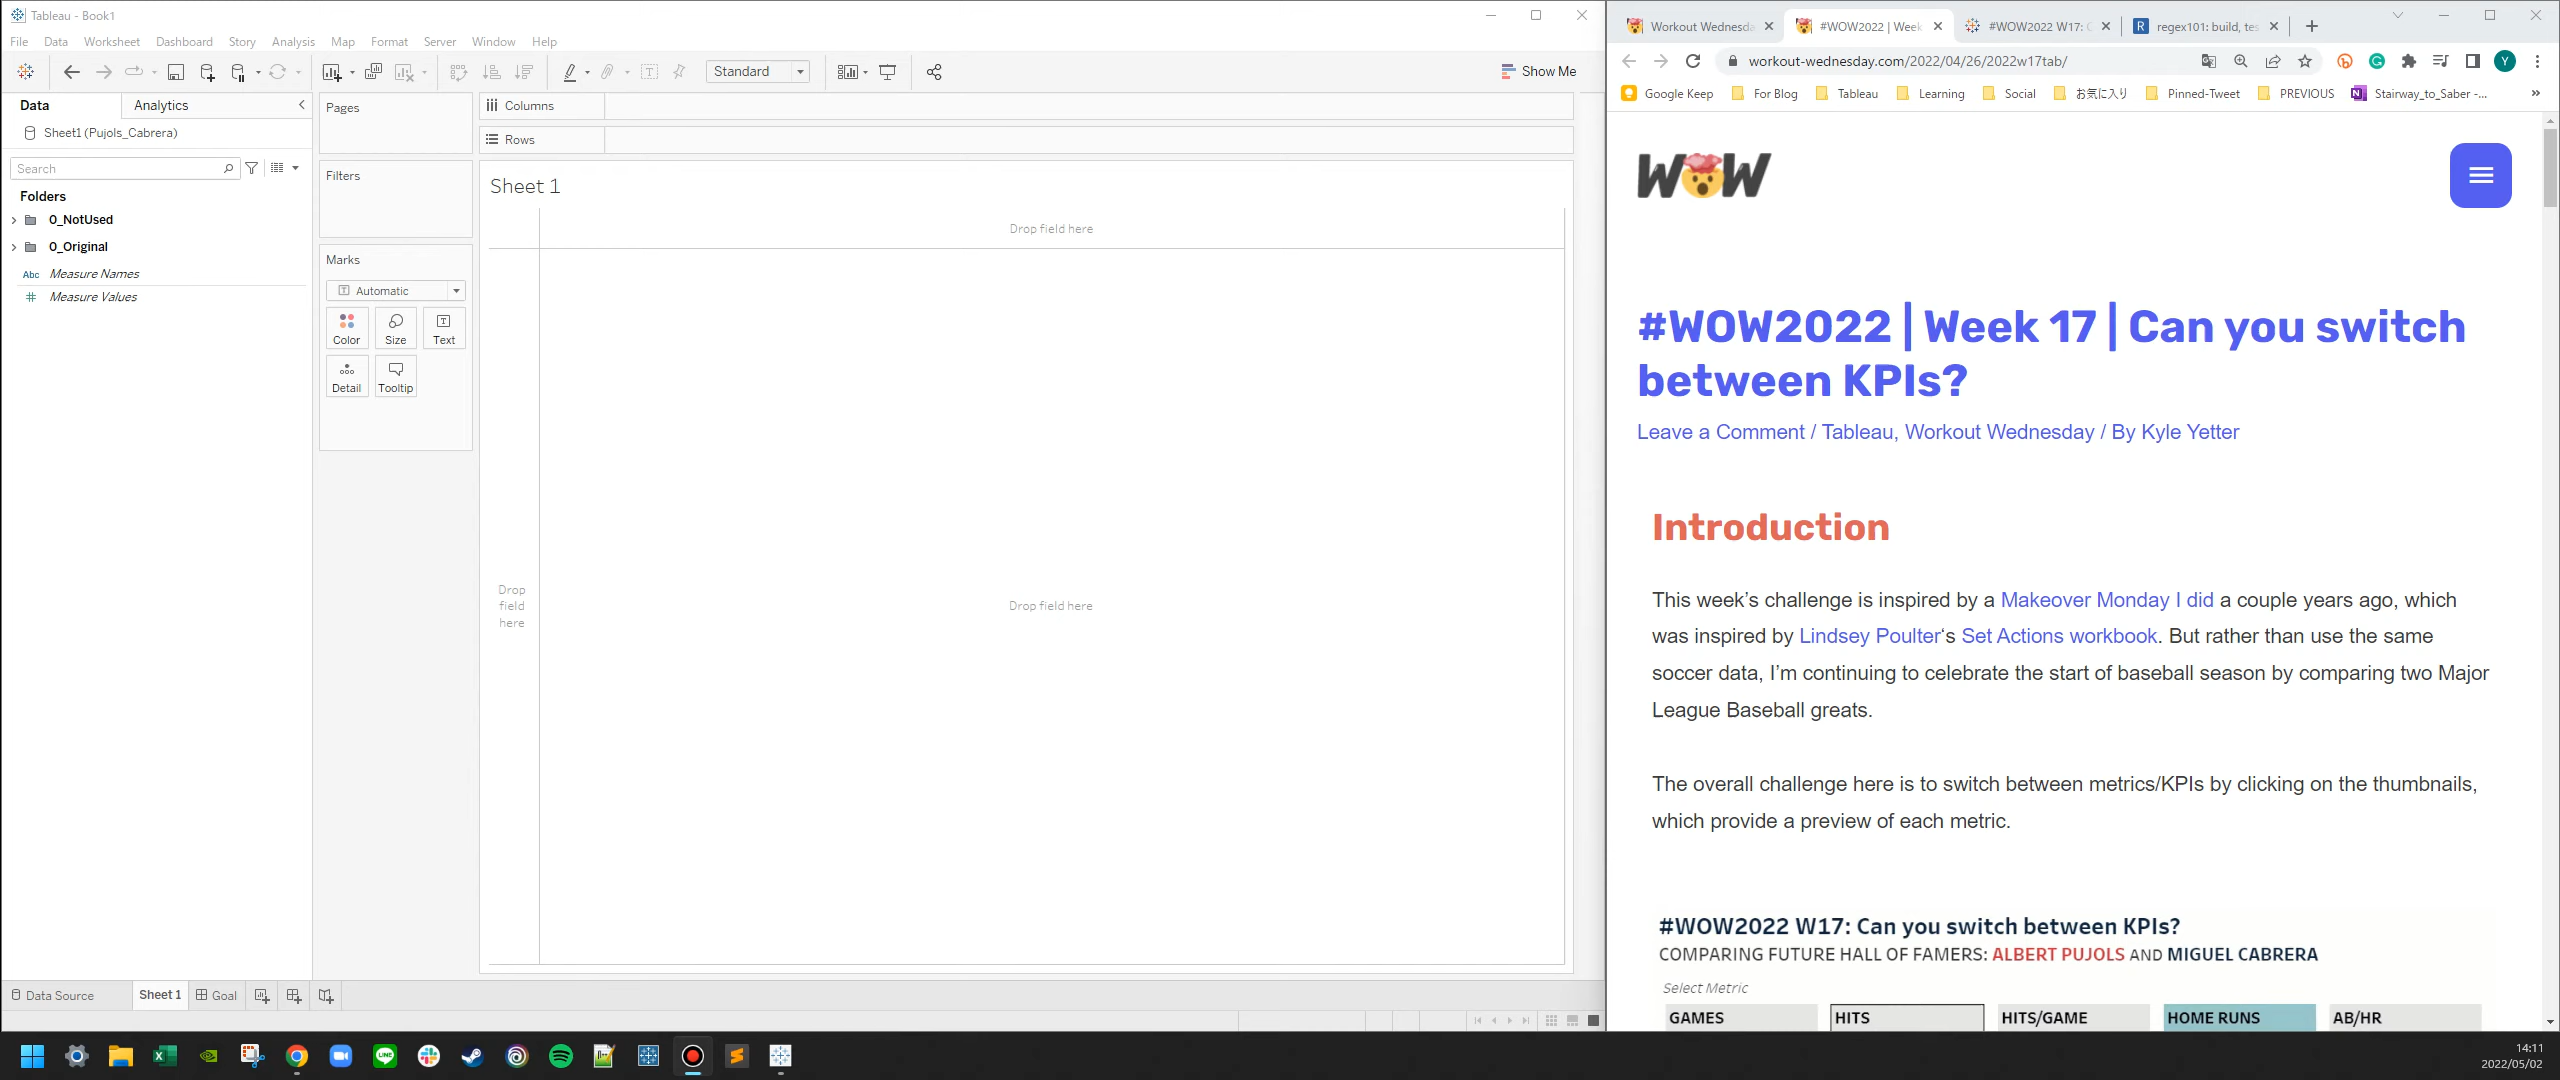 Tableau - Book1
File Data Worksheet Dashboard Story Analysis Map Format Server Window Help
Standard
Show Me
Data
Analytics
Sheet1 (Pujols_Cabrera)
Search
Folders
0_NotUsed
0_Original
Abc Measure Names
Measure Values
Pages
Filters
Marks
Automatic
Color
Size
Text
Detail
Tooltip
Columns
Rows
Sheet 1
Drop field here
Drop
field
here
Drop field here
Data Source
Sheet 1
Goal
Workout Wednesda
#WOW2022 | Week
#WOW2022 W17: C
regex101: build, tes
workout-wednesday.com/2022/04/26/2022w17tab/
Google Keep
For Blog
Tableau
Learning
Social
お気に入り
Pinned-Tweet
PREVIOUS
Stairway_to_Saber -...
WOW
#WOW2022 | Week 17 | Can you switch
between KPIs?
Leave a Comment / Tableau, Workout Wednesday / By Kyle Yetter
Introduction
This week’s challenge is inspired by a Makeover Monday I did a couple years ago, which
was inspired by Lindsey Poulter‘s Set Actions workbook. But rather than use the same
soccer data, I’m continuing to celebrate the start of baseball season by comparing two Major
League Baseball greats.
The overall challenge here is to switch between metrics/KPIs by clicking on the thumbnails,
which provide a preview of each metric.
#WOW2022 W17: Can you switch between KPIs?
COMPARING FUTURE HALL OF FAMERS: ALBERT PUJOLS AND MIGUEL CABRERA
Select Metric
GAMES
HITS
HITS/GAME
HOME RUNS
AB/HR
14:11
2022/05/02